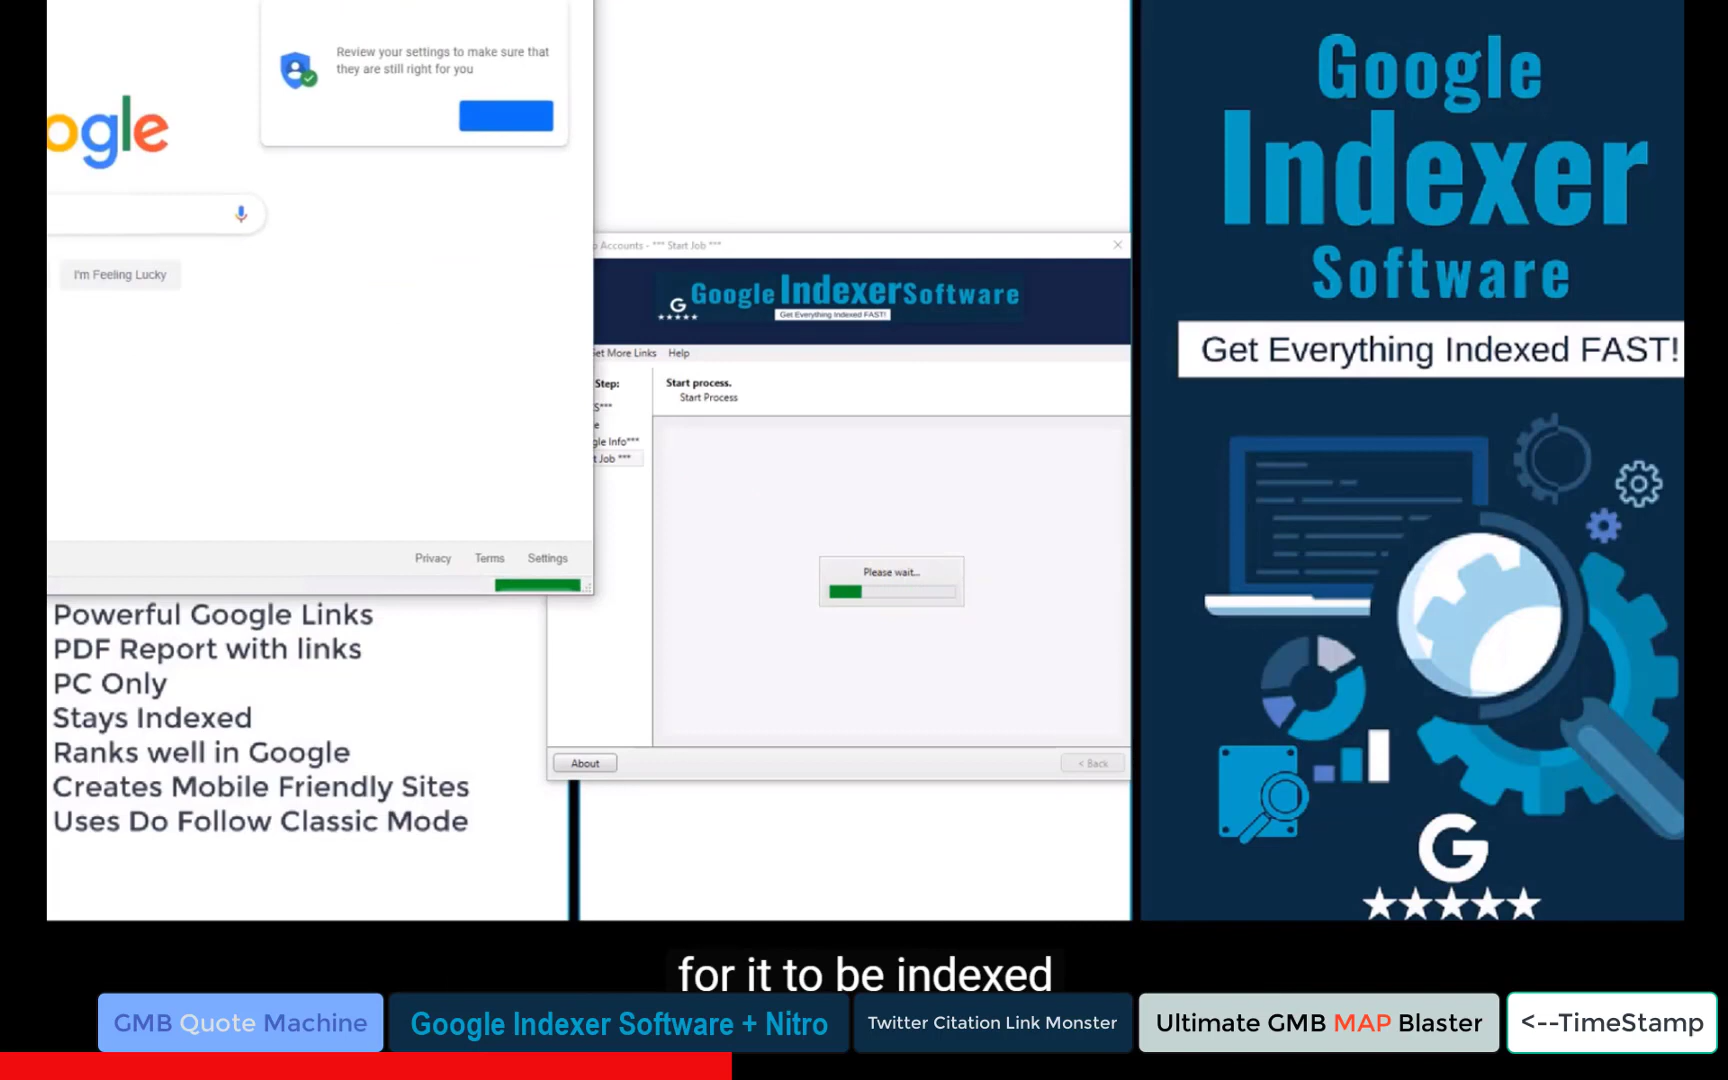 Review your settings to make sure that
they are still right for you
ogle
I'm Feeling Lucky
Privacy Terms Settings
Powerful Google Links
PDF Report with links
PC Only
Stays Indexed
Ranks well in Google
Creates Mobile Friendly Sites
Uses Do Follow Classic Mode
Accounts - *** Start Job ***
G
Google Indexer Software
Get Everything Indexed FAST!
Get More Links Help
Step:
S***
e
gle Info***
t Job ***
Start process.
Start Process
Please wait...
About
< Back
Google
Indexer
Software
Get Everything Indexed FAST!
G
for it to be indexed
GMB Quote Machine
Google Indexer Software + Nitro
Twitter Citation Link Monster
Ultimate GMB MAP Blaster
<--TimeStamp